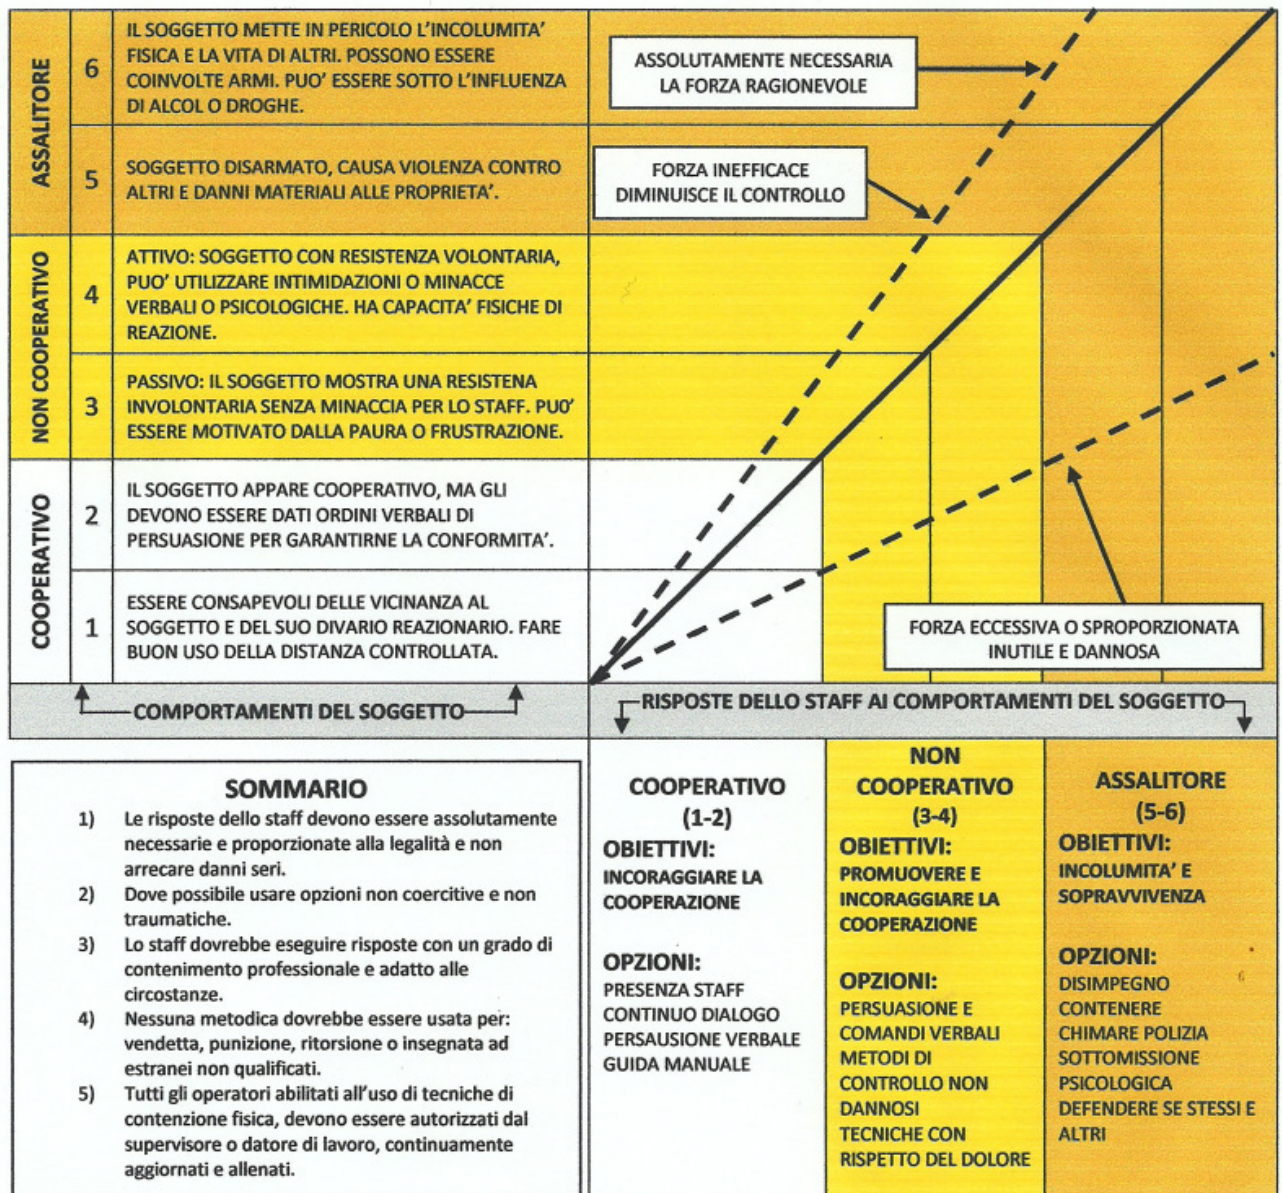 ASSALITORE
6
IL SOGGETTO METTE IN PERICOLO L'INCOLUMITA'
FISICA E LA VITA DI ALTRI. POSSONO ESSERE
COINVOLTE ARMI. PUO' ESSERE SOTTO L'INFLUENZA
DI ALCOL O DROGHE.
5
SOGGETTO DISARMATO, CAUSA VIOLENZA CONTRO
ALTRI E DANNI MATERIALI ALLE PROPRIETA'.
NON COOPERATIVO
4
ATTIVO: SOGGETTO CON RESISTENZA VOLONTARIA,
PUO' UTILIZZARE INTIMIDAZIONI O MINACCE
VERBALI O PSICOLOGICHE. HA CAPACITA' FISICHE DI
REAZIONE.
3
PASSIVO: IL SOGGETTO MOSTRA UNA RESISTENA
INVOLONTARIA SENZA MINACCIA PER LO STAFF. PUO'
ESSERE MOTIVATO DALLA PAURA O FRUSTRAZIONE.
COOPERATIVO
2
IL SOGGETTO APPARE COOPERATIVO, MA GLI
DEVONO ESSERE DATI ORDINI VERBALI DI
PERSUASIONE PER GARANTIRNE LA CONFORMITA'.
1
ESSERE CONSAPEVOLI DELLE VICINANZA AL
SOGGETTO E DEL SUO DIVARIO REAZIONARIO. FARE
BUON USO DELLA DISTANZA CONTROLLATA.
ASSOLUTAMENTE NECESSARIA
LA FORZA RAGIONEVOLE
FORZA INEFFICACE
DIMINUISCE IL CONTROLLO
FORZA ECCESSIVA O SPROPORZIONATA
INUTILE E DANNOSA
COMPORTAMENTI DEL SOGGETTO
RISPOSTE DELLO STAFF AI COMPORTAMENTI DEL SOGGETTO
SOMMARIO
1) Le risposte dello staff devono essere assolutamente
necessarie e proporzionate alla legalità e non
arrecare danni seri.
2) Dove possibile usare opzioni non coercitive e non
traumatiche.
3) Lo staff dovrebbe eseguire risposte con un grado di
contenimento professionale e adatto alle
circostanze.
4) Nessuna metodica dovrebbe essere usata per:
vendetta, punizione, ritorsione o insegnata ad
estranei non qualificati.
5) Tutti gli operatori abilitati all'uso di tecniche di
contenzione fisica, devono essere autorizzati dal
supervisore o datore di lavoro, continuamente
aggiornati e allenati.
COOPERATIVO
(1-2)
OBIETTIVI:
INCORAGGIARE LA
COOPERAZIONE
OPZIONI:
PRESENZA STAFF
CONTINUO DIALOGO
PERSAUSIONE VERBALE
GUIDA MANUALE
NON
COOPERATIVO
(3-4)
OBIETTIVI:
PROMUOVERE E
INCORAGGIARE LA
COOPERAZIONE
OPZIONI:
PERSUASIONE E
COMANDI VERBALI
METODI DI
CONTROLLO NON
DANNOSI
TECNICHE CON
RISPETTO DEL DOLORE
ASSALITORE
(5-6)
OBIETTIVI:
INCOLUMITA' E
SOPRAVVIVENZA
OPZIONI:
DISIMPEGNO
CONTENERE
CHIMARE POLIZIA
SOTTOMISSIONE
PSICOLOGICA
DEFENDERE SE STESSI E
ALTRI